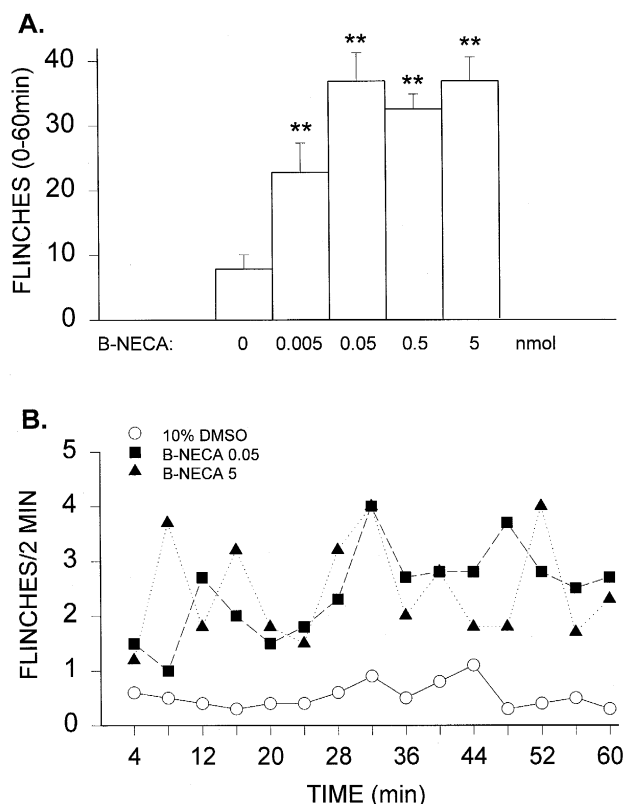 A.
FLINCHES (0-60min)
40
30
20
10
0
**
**
**
**
B-NECA: 0 0.005 0.05 0.5 5 nmol
B.
10% DMSO
B-NECA 0.05
B-NECA 5
FLINCHES/2 MIN
5
4
3
2
1
0
4 12 20 28 36 44 52 60
TIME (min)